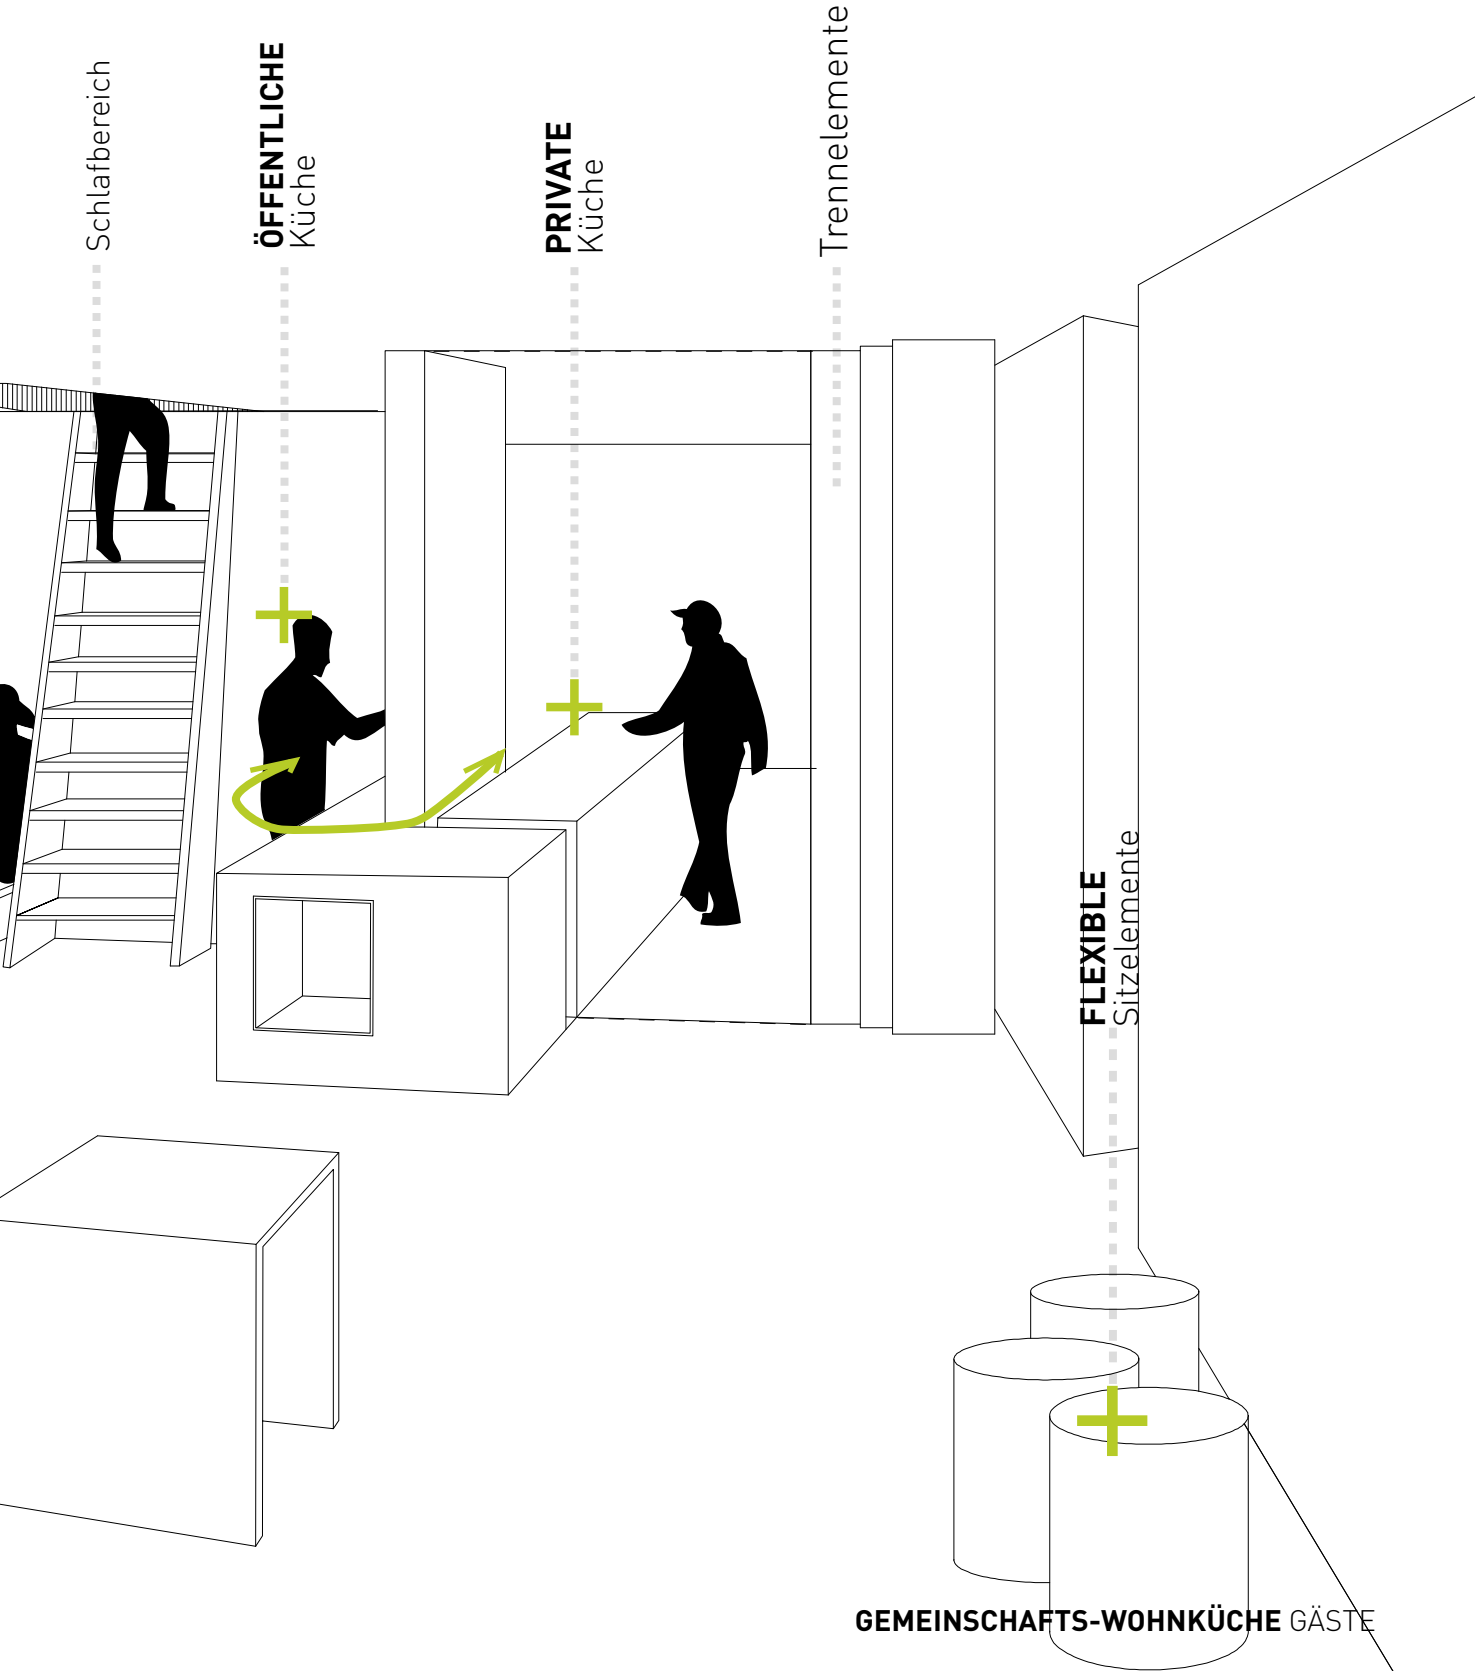 Schlafbereich
ÖFFENTLICHE
Küche
PRIVATE
Küche
Trennelemente
FLEXIBLE
Sitzelemente
GEMEINSCHAFTS-WOHNKÜCHE GÄSTE